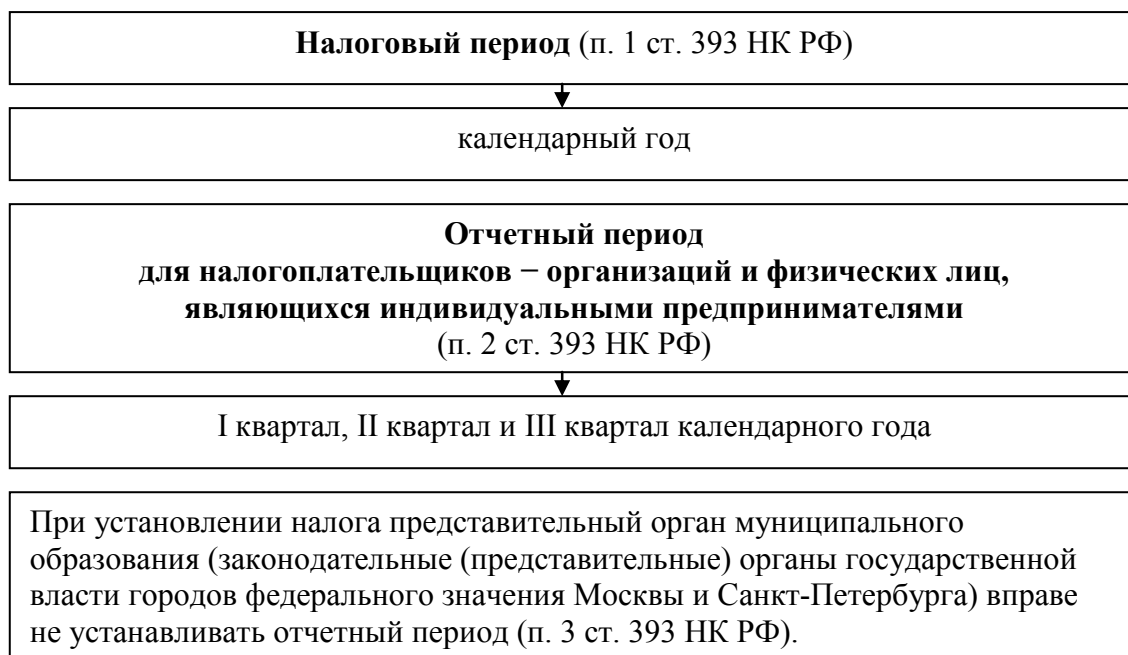 Налоговый период (п. 1 ст. 393 НК РФ)
календарный год
Отчетный период
для налогоплательщиков − организаций и физических лиц,
являющихся индивидуальными предпринимателями
(п. 2 ст. 393 НК РФ)
I квартал, II квартал и III квартал календарного года
При установлении налога представительный орган муниципального
образования (законодательные (представительные) органы государственной
власти городов федерального значения Москвы и Санкт-Петербурга) вправе
не устанавливать отчетный период (п. 3 ст. 393 НК РФ).